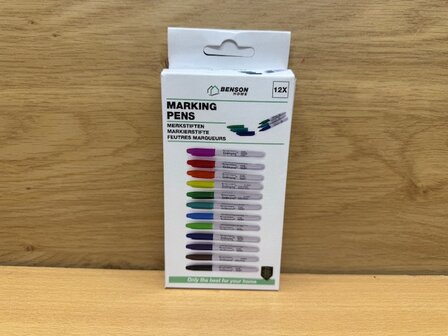 BENSON
HOME
12X
MARKING
PENS
MERKSTIFTEN
MARKIERSTIFTE
FEUTRES MARQUEURS
Only the best for your home